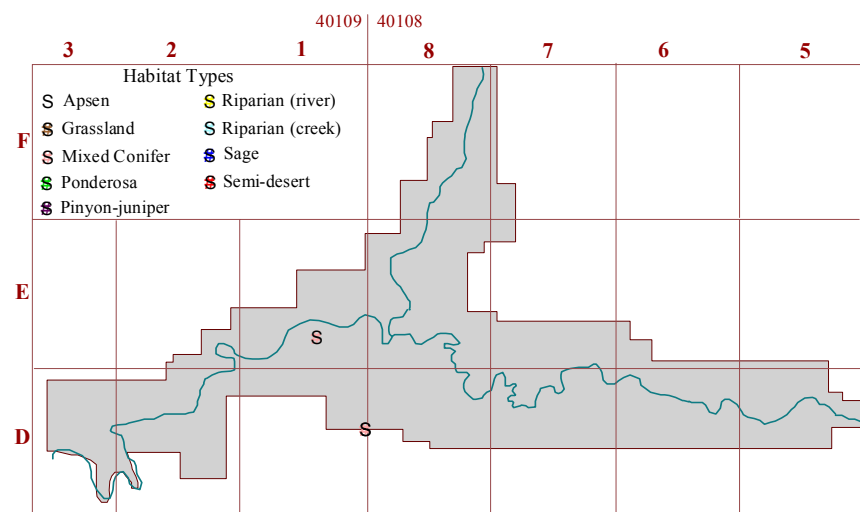 40109 40108
3 2 1 8 7 6 5
Habitat Types
S Apsen S Riparian (river)
S Grassland S Riparian (creek)
S Mixed Conifer S Sage
S Ponderosa S Semi-desert
S Pinyon-juniper
F
E
S
D
S